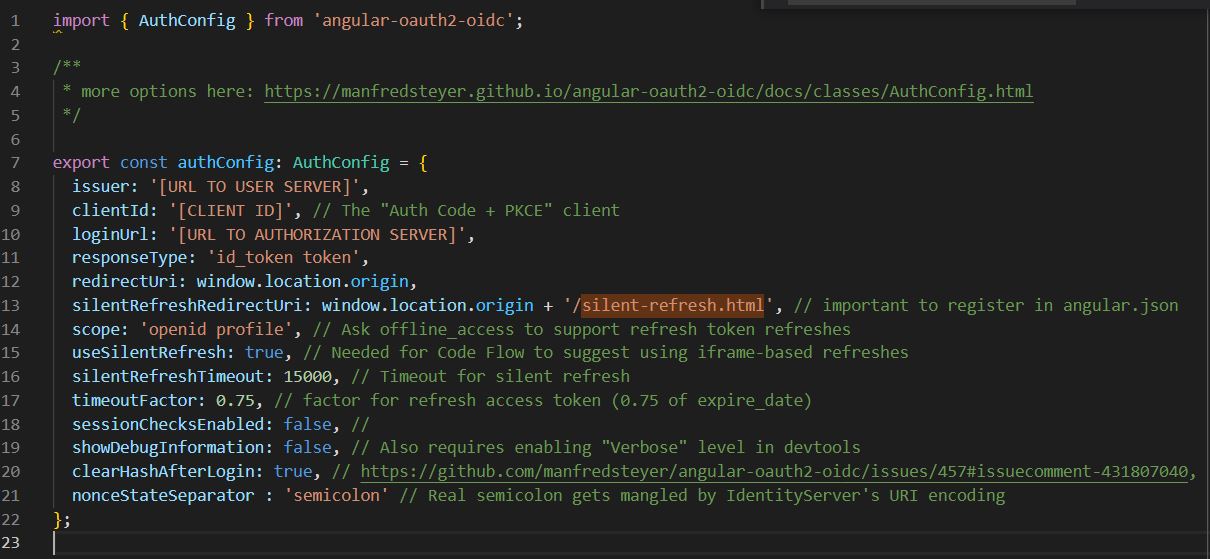 1 import { AuthConfig } from 'angular-oauth2-oidc';
2
3 /**
4 * more options here: https://manfredsteyer.github.io/angular-oauth2-oidc/docs/classes/AuthConfig.html
5 */
6
7 export const authConfig: AuthConfig = {
8 issuer: '[URL TO USER SERVER]',
9 clientId: '[CLIENT ID]', // The "Auth Code + PKCE" client
10 loginUrl: '[URL TO AUTHORIZATION SERVER]',
11 responseType: 'id_token token',
12 redirectUri: window.location.origin,
13 silentRefreshRedirectUri: window.location.origin + '/silent-refresh.html', // important to register in angular.json
14 scope: 'openid profile', // Ask offline_access to support refresh token refreshes
15 useSilentRefresh: true, // Needed for Code Flow to suggest using iframe-based refreshes
16 silentRefreshTimeout: 15000, // Timeout for silent refresh
17 timeoutFactor: 0.75, // factor for refresh access token (0.75 of expire_date)
18 sessionChecksEnabled: false, //
19 showDebugInformation: false, // Also requires enabling "Verbose" level in devtools
20 clearHashAfterLogin: true, // https://github.com/manfredsteyer/angular-oauth2-oidc/issues/457#issuecomment-431807040,
21 nonceStateSeparator : 'semicolon' // Real semicolon gets mangled by IdentityServer's URI encoding
22 };
23